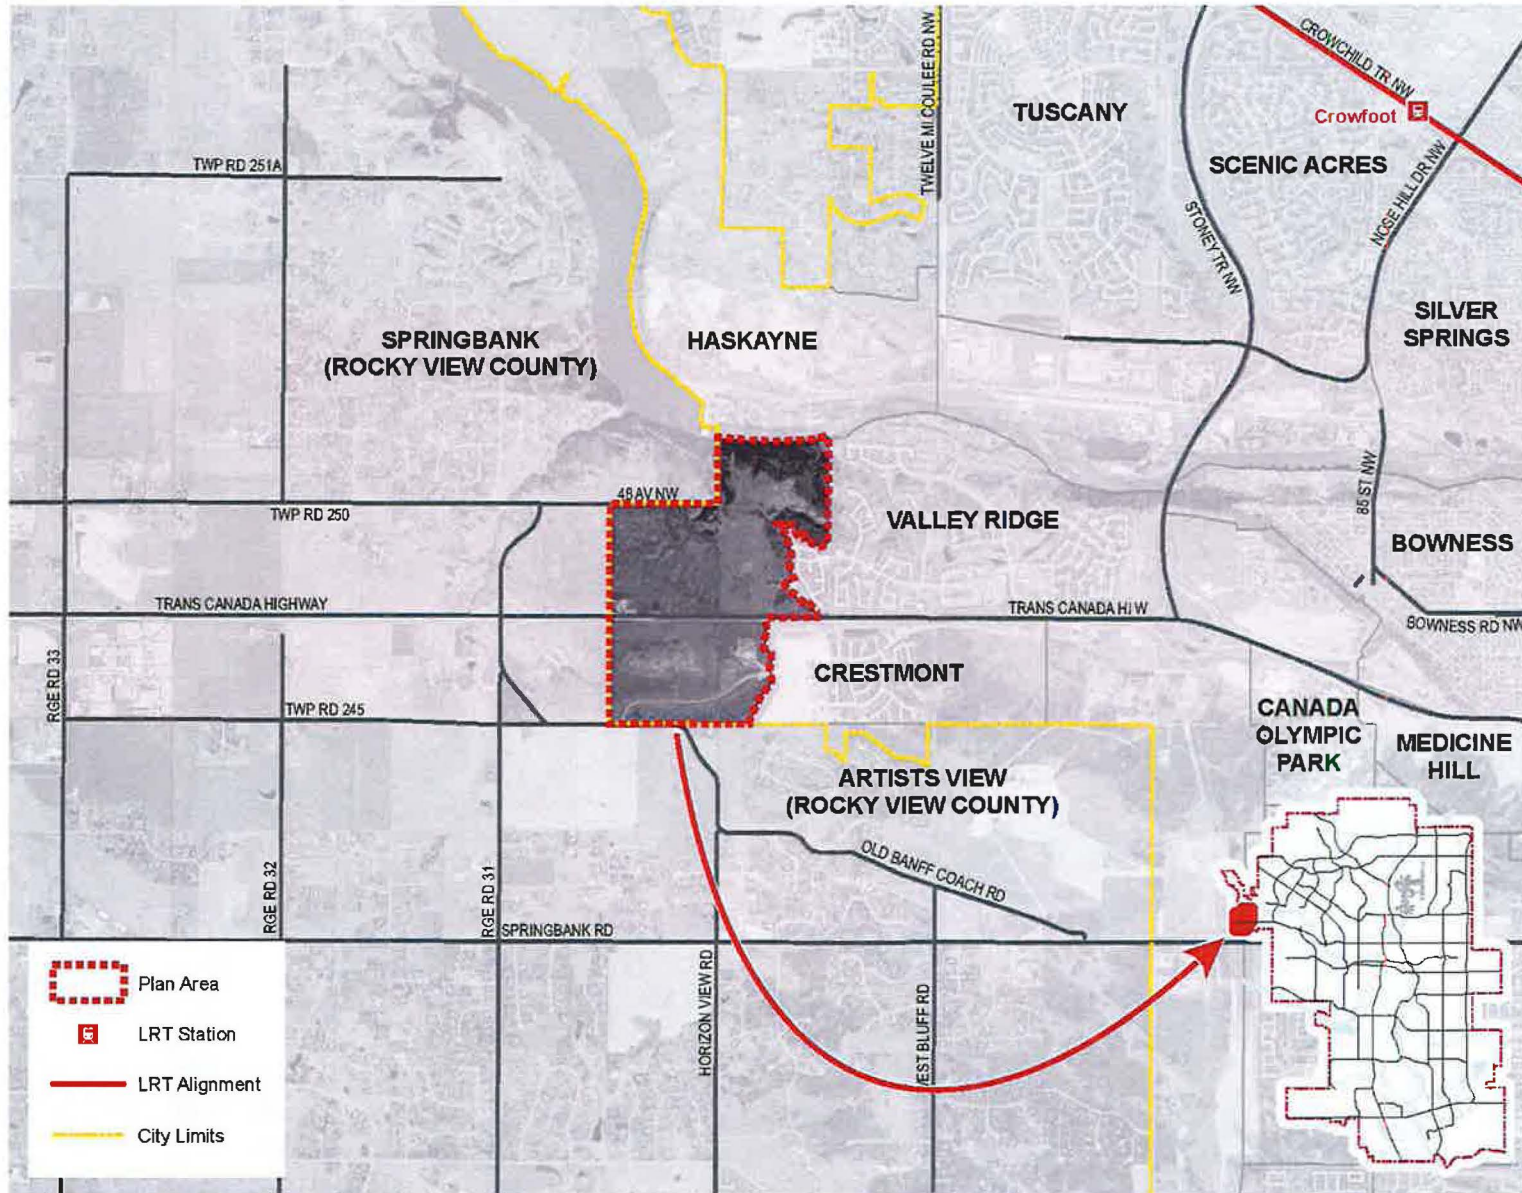 CROWCHILD TR NW
TWELVE MI COULEE RD NW
TUSCANY
Crowfoot
TWP RD 251A
SCENIC ACRES
NOSE HILL DR NW
STONEY TR NW
SILVER
SPRINGS
SPRINGBANK
(ROCKY VIEW COUNTY)
HASKAYNE
48 AV NW
TWP RD 250
VALLEY RIDGE
85 ST NW
BOWNESS
TRANS CANADA HIGHWAY
TRANS CANADA HW
BOWNESS RD NW
RGE RD 33
CRESTMONT
TWP RD 245
CANADA
OLYMPIC
PARK
MEDICINE
HILL
ARTISTS VIEW
(ROCKY VIEW COUNTY)
OLD BANFF COACH RD
RGE RD 32
RGE RD 31
SPRINGBANK RD
HORIZON VIEW RD
EST BLUFF RD
Plan Area
LRT Station
LRT Alignment
City Limits